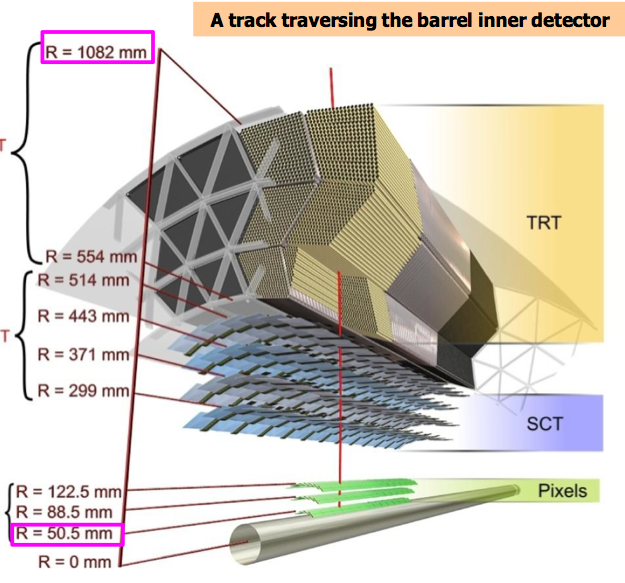 A track traversing the barrel inner detector
R = 1082 mm
T
R = 554 mm
R = 514 mm
R = 443 mm
T
R = 371 mm
R = 299 mm
R = 122.5 mm
R = 88.5 mm
R = 50.5 mm
R = 0 mm
TRT
SCT
Pixels